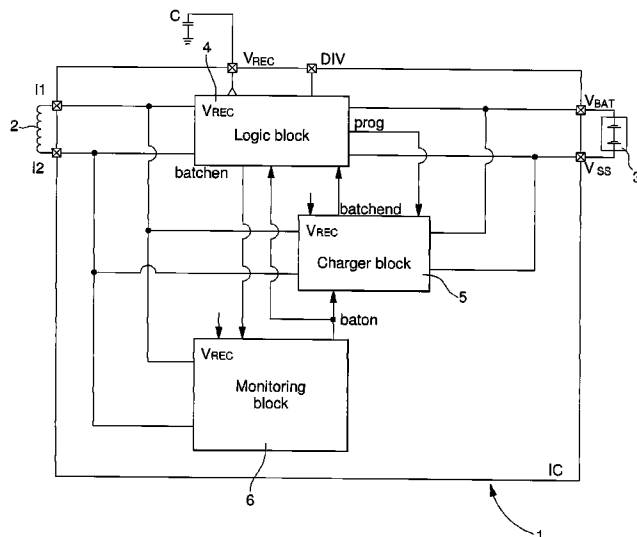 C
VREC
DIV
4
I1
VREC
VBAT
2
Logic block
prog
I2
batchen
VSS
3
batchend
VREC
Charger block
5
baton
VREC
Monitoring
block
6
IC
1